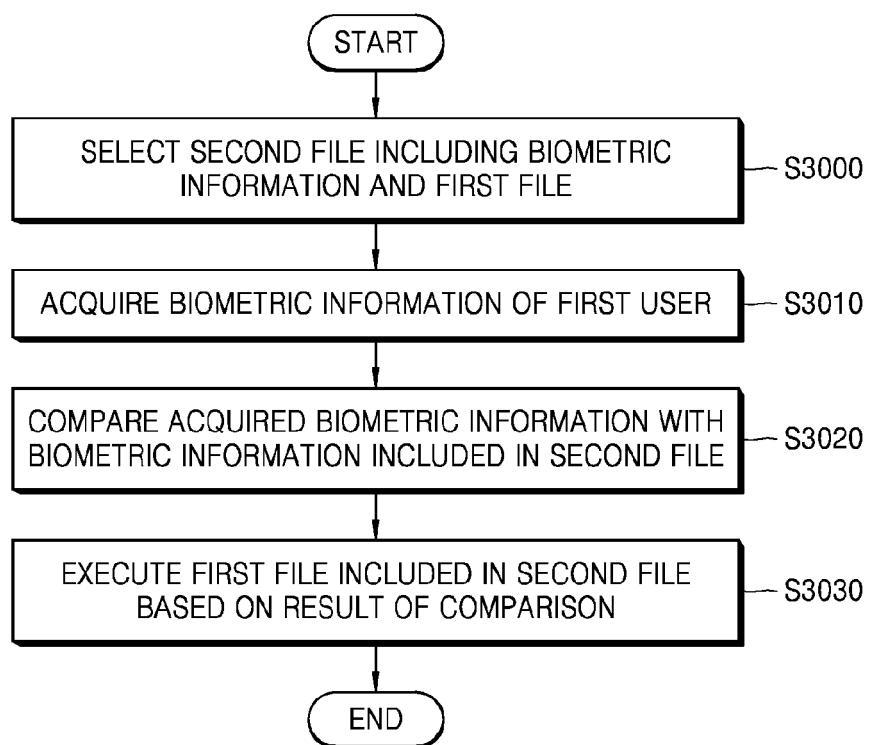 START
SELECT SECOND FILE INCLUDING BIOMETRIC
INFORMATION AND FIRST FILE
S3000
ACQUIRE BIOMETRIC INFORMATION OF FIRST USER
S3010
COMPARE ACQUIRED BIOMETRIC INFORMATION WITH
BIOMETRIC INFORMATION INCLUDED IN SECOND FILE
S3020
EXECUTE FIRST FILE INCLUDED IN SECOND FILE
BASED ON RESULT OF COMPARISON
S3030
END